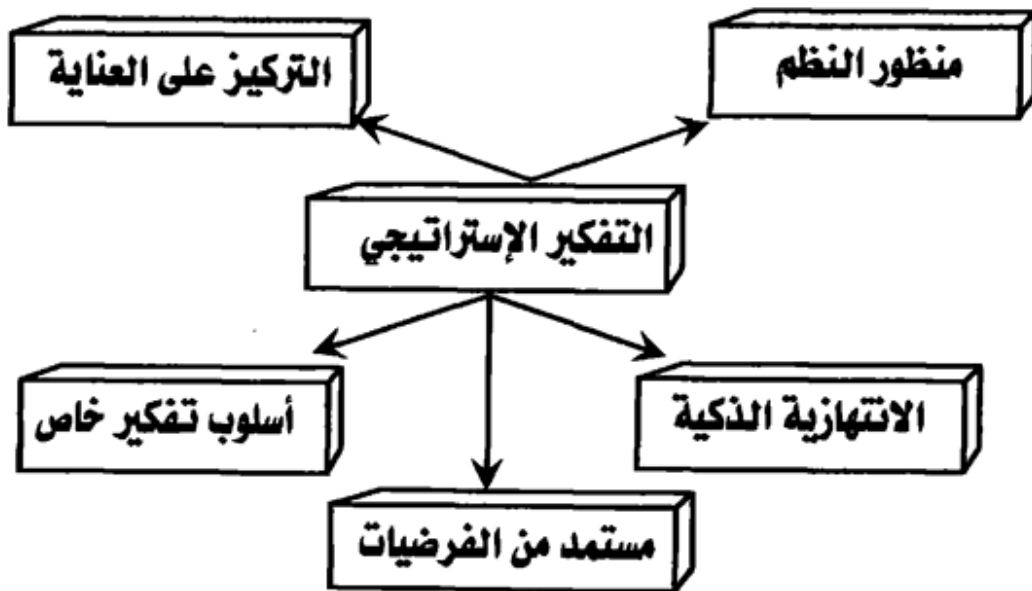 منظور النظم
التركيز على العناية
التفكير الإستراتيجي
الانتهازية الذكية
أسلوب تفكير خاص
مستمد من الفرضيات